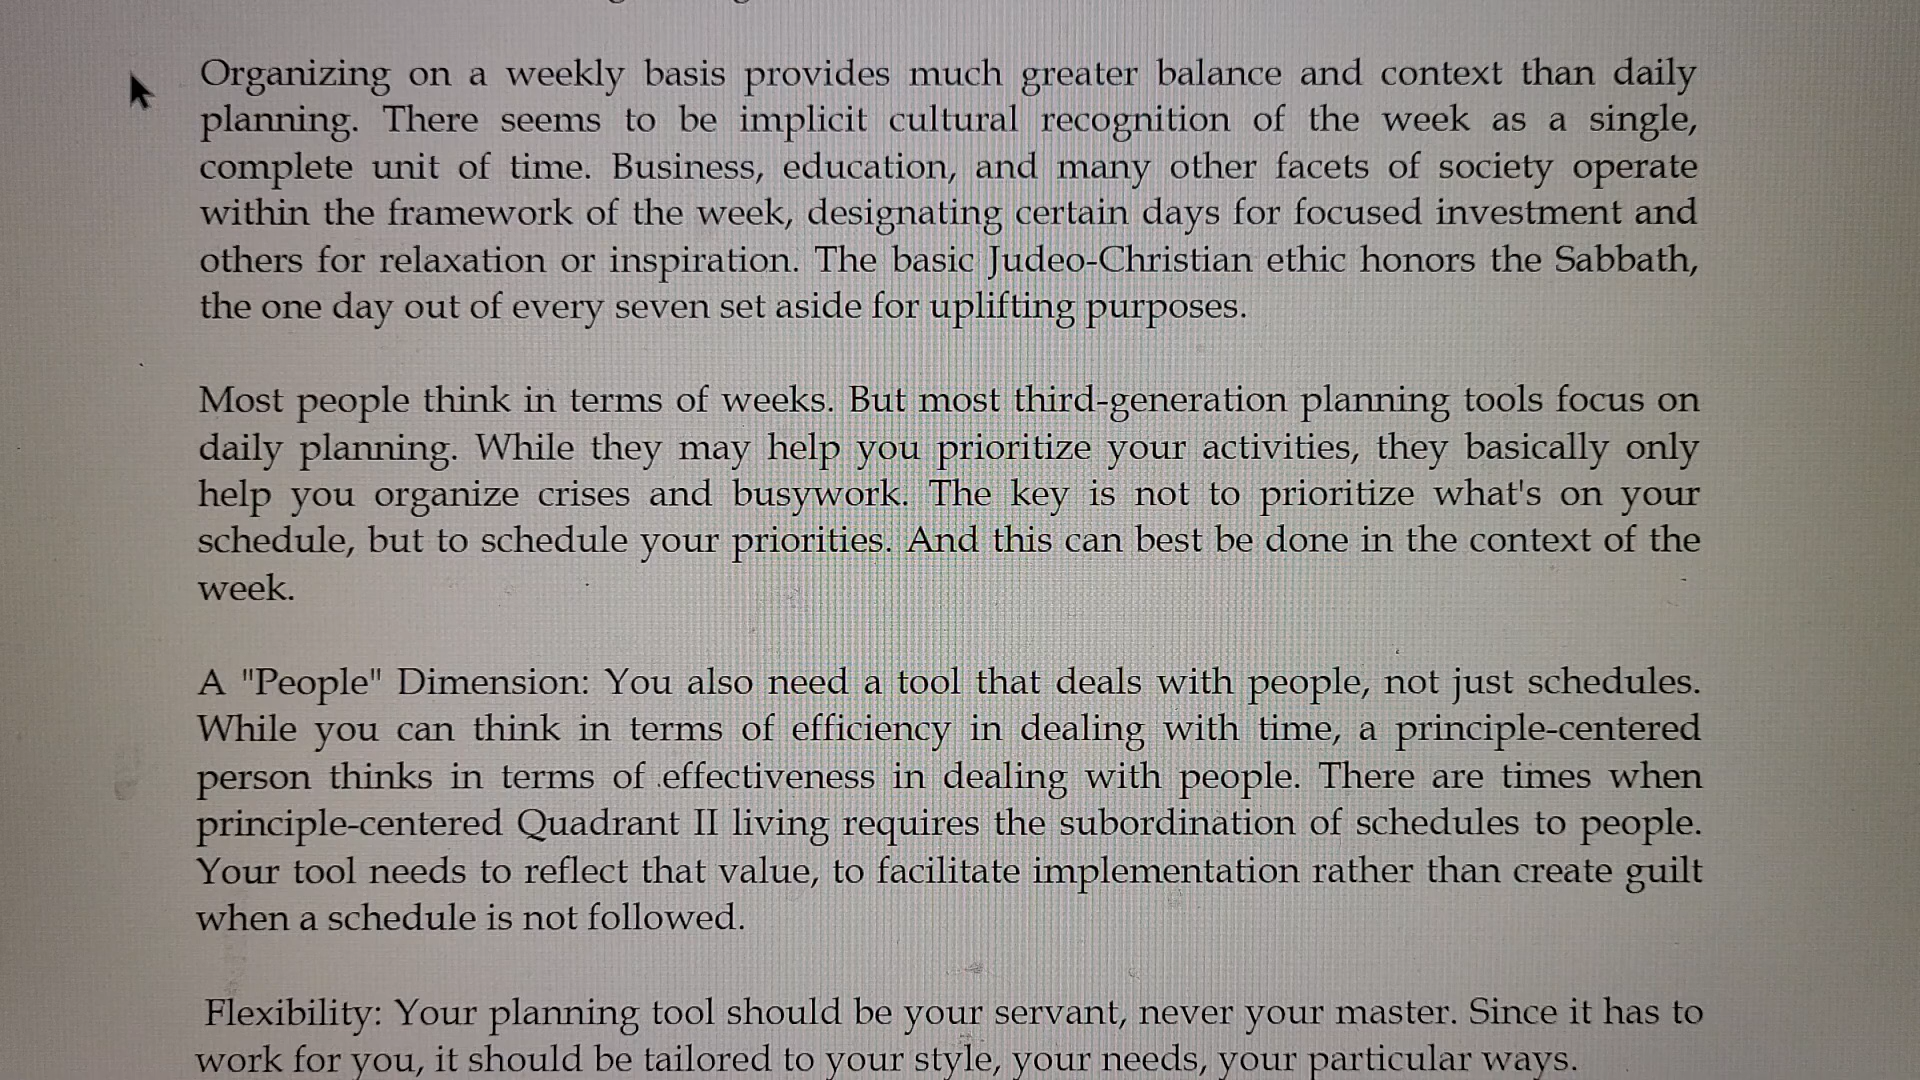 Organizing on a weekly basis provides much greater balance and context than daily
planning. There seems to be implicit cultural recognition of the week as a single,
complete unit of time. Business, education, and many other facets of society operate
within the framework of the week, designating certain days for focused investment and
others for relaxation or inspiration. The basic Judeo-Christian ethic honors the Sabbath,
the one day out of every seven set aside for uplifting purposes.
Most people think in terms of weeks. But most third-generation planning tools focus on
daily planning. While they may help you prioritize your activities, they basically only
help you organize crises and busywork. The key is not to prioritize what's on your
schedule, but to schedule your priorities. And this can best be done in the context of the
week.
A "People" Dimension: You also need a tool that deals with people, not just schedules.
While you can think in terms of efficiency in dealing with time, a principle-centered
person thinks in terms of effectiveness in dealing with people. There are times when
principle-centered Quadrant II living requires the subordination of schedules to people.
Your tool needs to reflect that value, to facilitate implementation rather than create guilt
when a schedule is not followed.
Flexibility: Your planning tool should be your servant, never your master. Since it has to
work for you, it should be tailored to your style, your needs, your particular ways.